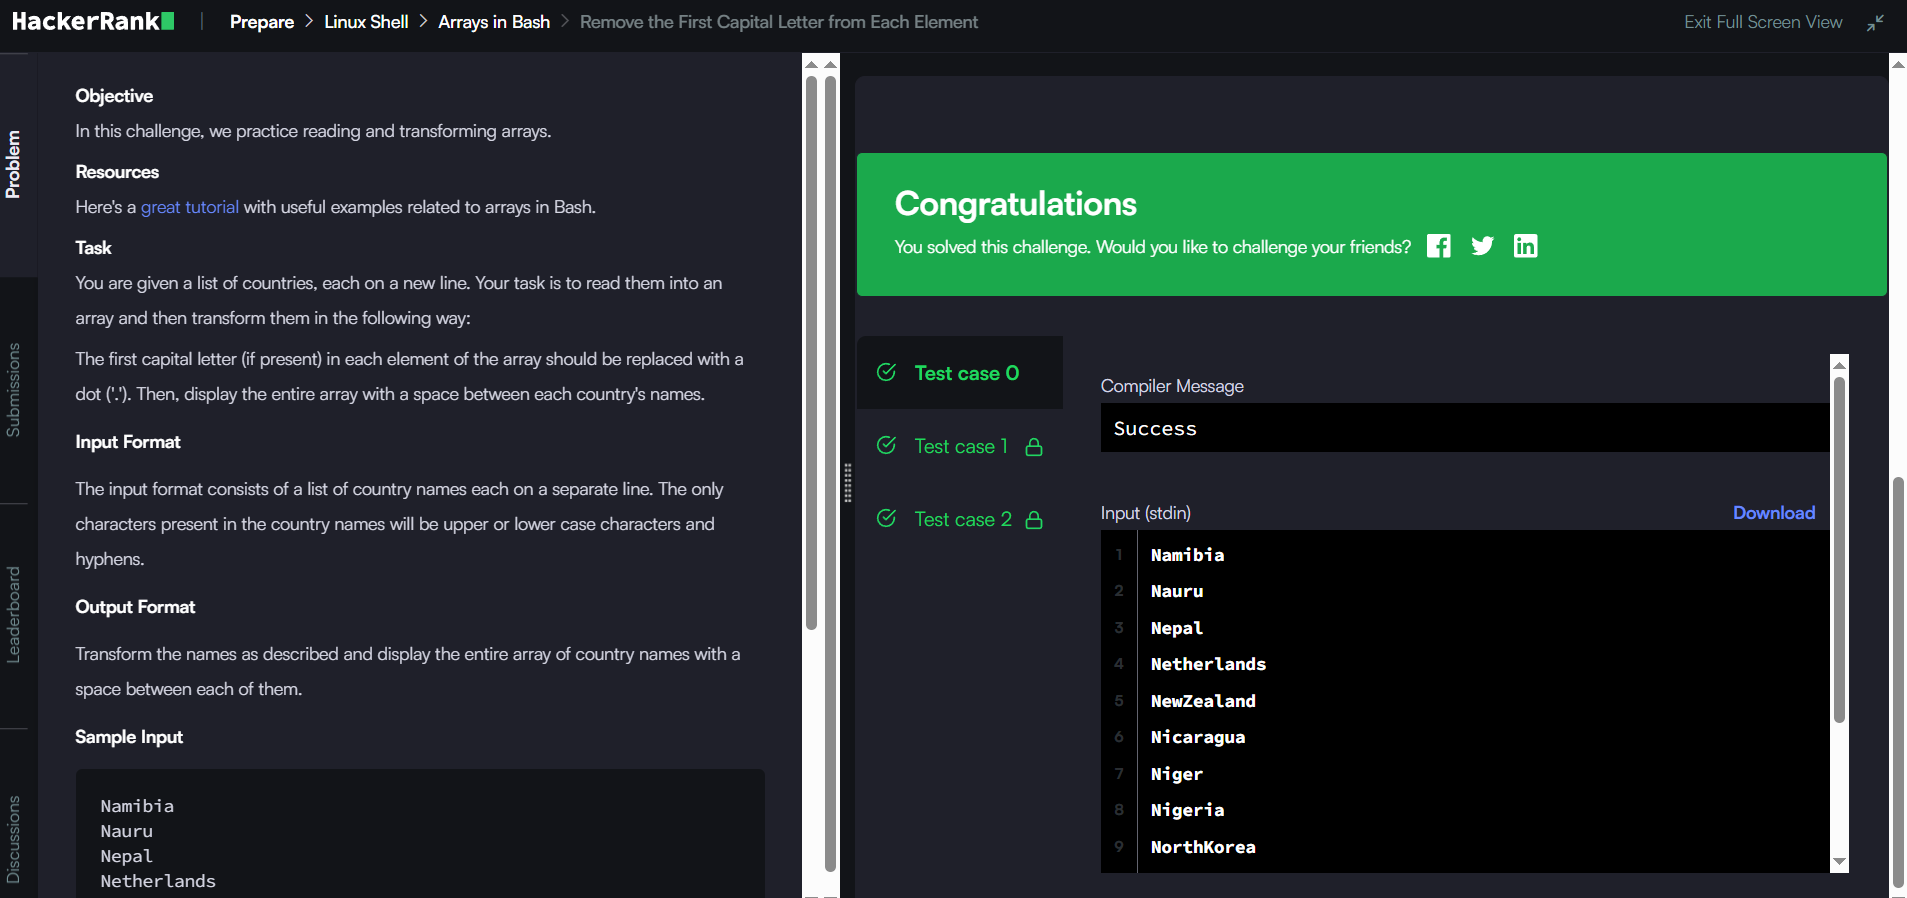 HackerRank
Prepare > Linux Shell > Arrays in Bash > Remove the First Capital Letter from Each Element
Exit Full Screen View
Problem
Submissions
Leaderboard
Discussions
Objective
In this challenge, we practice reading and transforming arrays.
Resources
Here's a great tutorial with useful examples related to arrays in Bash.
Task
You are given a list of countries, each on a new line. Your task is to read them into an
array and then transform them in the following way:
The first capital letter (if present) in each element of the array should be replaced with a
dot ('.'). Then, display the entire array with a space between each country's names.
Input Format
The input format consists of a list of country names each on a separate line. The only
characters present in the country names will be upper or lower case characters and
hyphens.
Output Format
Transform the names as described and display the entire array of country names with a
space between each of them.
Sample Input
Namibia
Nauru
Nepal
Netherlands
Congratulations
You solved this challenge. Would you like to challenge your friends?
Test case 0
Test case 1
Test case 2
Compiler Message
Success
Input (stdin)
Download
1 Namibia
2 Nauru
3 Nepal
4 Netherlands
5 NewZealand
6 Nicaragua
7 Niger
8 Nigeria
9 NorthKorea